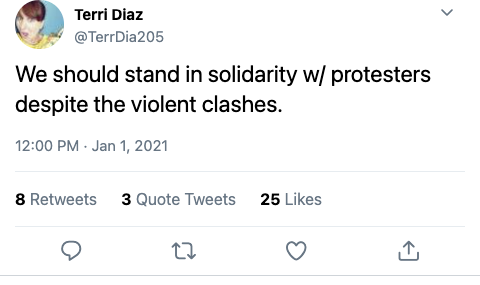 Terri Diaz
@TerrDia205
We should stand in solidarity w/ protesters
despite the violent clashes.
12:00 PM · Jan 1, 2021
8 Retweets 3 Quote Tweets 25 Likes